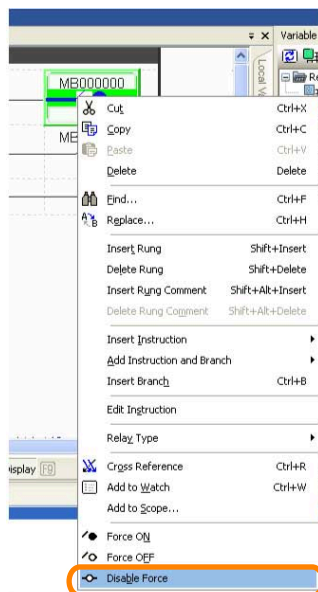 Variable
MB000000
Local V
Re
MB
Cut Ctrl+X
Copy Ctrl+C
Paste Ctrl+V
Delete Delete
Find... Ctrl+F
Replace... Ctrl+H
Insert Rung Shift+Insert
Delete Rung Shift+Delete
Insert Rung Comment Shift+Alt+Insert
Delete Rung Comment Shift+Alt+Delete
Insert Instruction
Add Instruction and Branch
Insert Branch Ctrl+B
Edit Instruction
Relay Type
isplay F9
Cross Reference Ctrl+R
Add to Watch Ctrl+W
Add to Scope...
Force ON
Force OFF
Disable Force